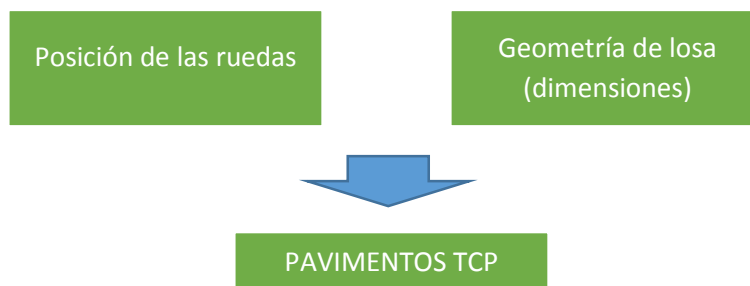 Posición de las ruedas
Geometría de losa
(dimensiones)
PAVIMENTOS TCP